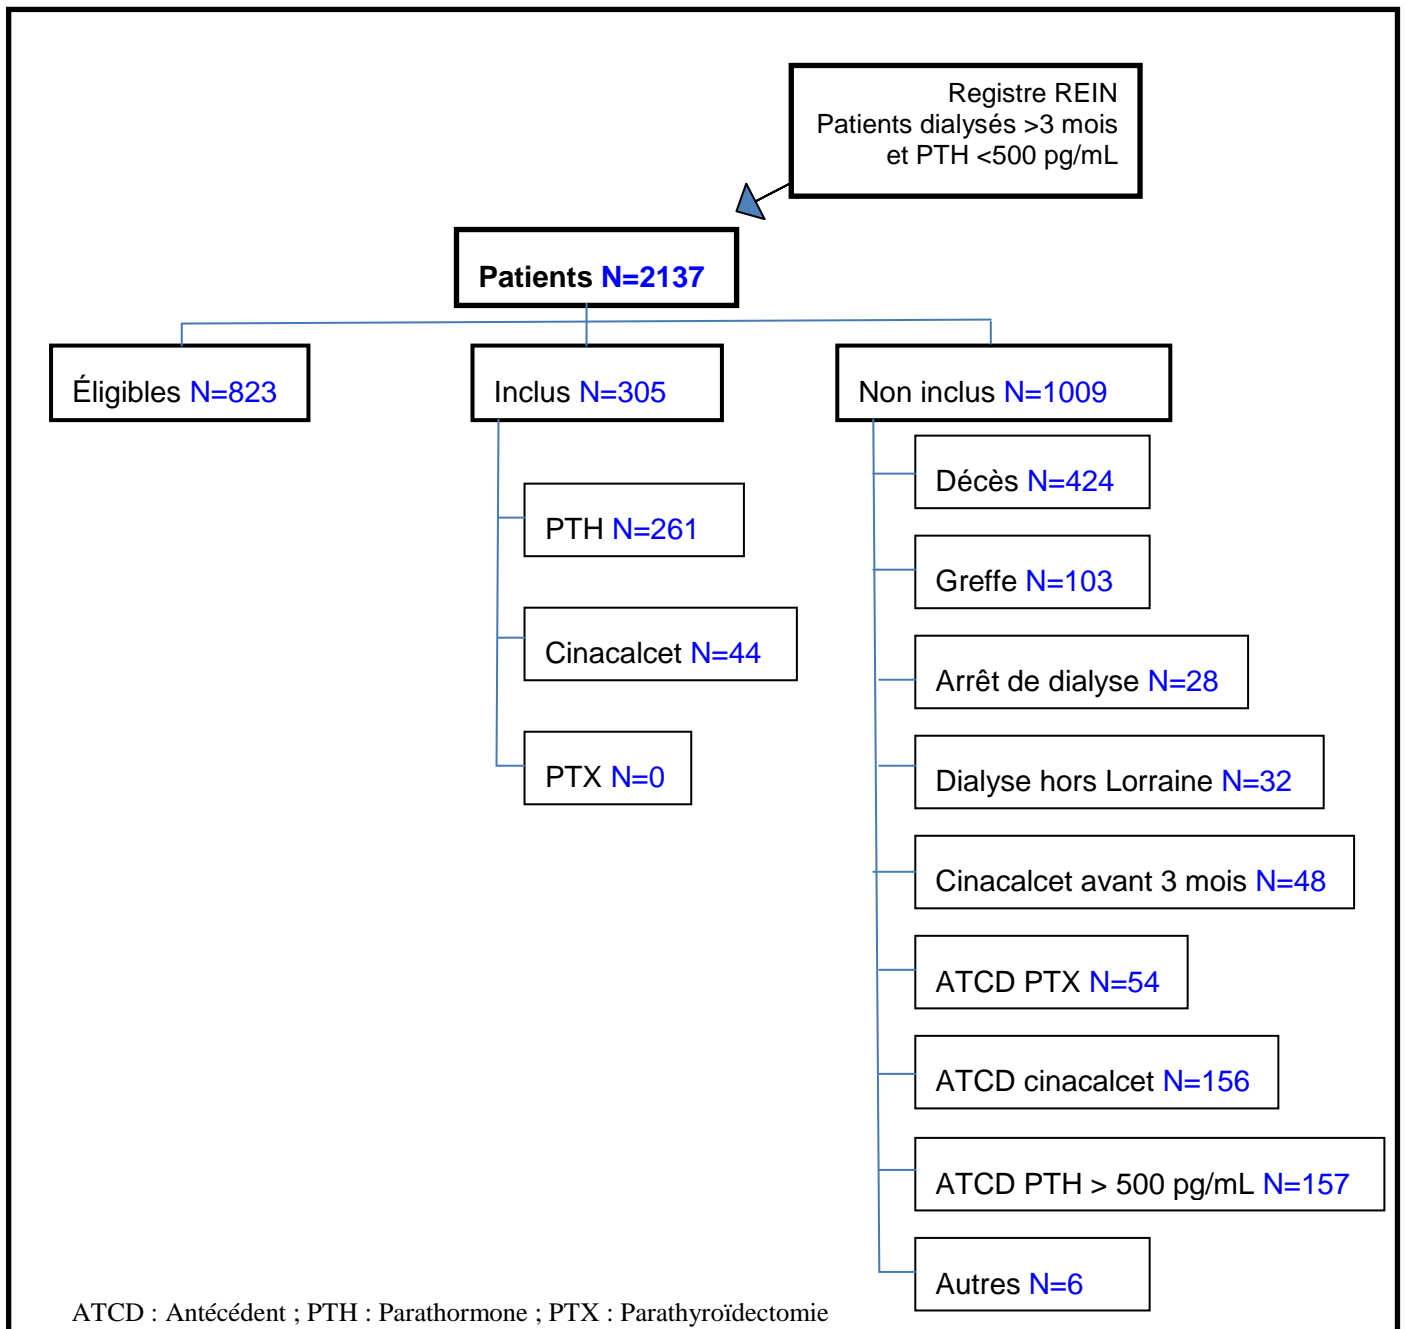 Registre REIN
Patients dialysés >3 mois
et PTH <500 pg/mL
Patients N=2137
Éligibles N=823
Inclus N=305
Non inclus N=1009
PTH N=261
Cinacalcet N=44
PTX N=0
Décès N=424
Greffe N=103
Arrêt de dialyse N=28
Dialyse hors Lorraine N=32
Cinacalcet avant 3 mois N=48
ATCD PTX N=54
ATCD cinacalcet N=156
ATCD PTH > 500 pg/mL N=157
Autres N=6
ATCD : Antécédent ; PTH : Parathormone ; PTX : Parathyroïdectomie